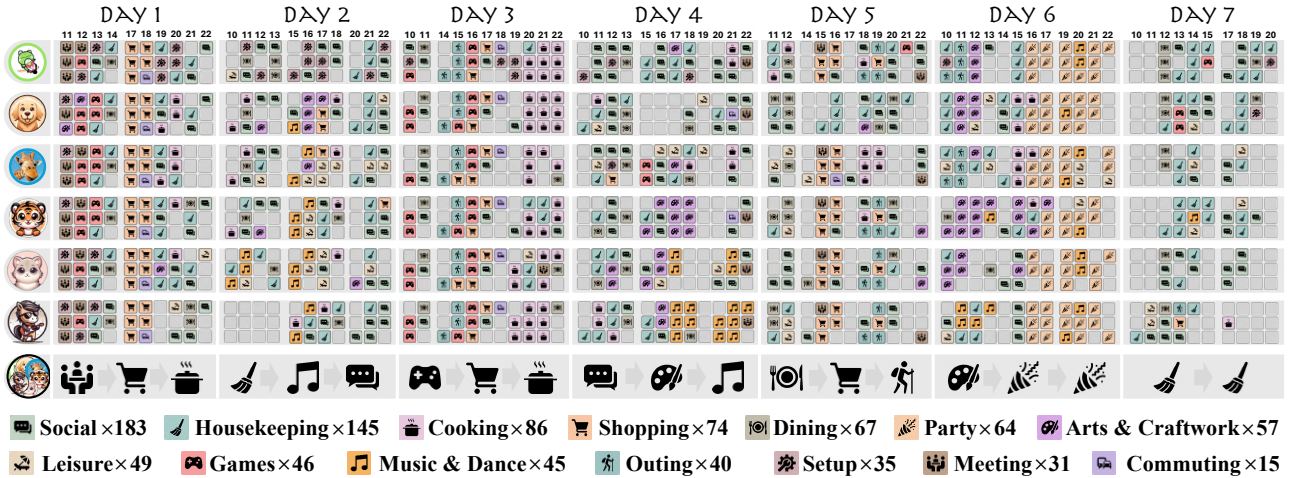 DAY 1 DAY 2 DAY 3 DAY 4 DAY 5 DAY 6 DAY 7
11 12 13 14 17 18 19 20 21 22 10 11 12 13 15 16 17 18 20 21 22 10 11 14 15 16 17 18 19 20 21 22 10 11 12 13 15 16 17 18 19 20 21 22 11 12 14 15 16 17 18 19 20 21 22 10 11 12 13 14 15 16 17 19 20 21 22 10 11 12 13 14 15 17 18 19 20
Social×183 Housekeeping×145 Cooking×86 Shopping×74 Dining×67 Party×64 Arts & Craftwork×57
Leisure×49 Games×46 Music & Dance×45 Outing×40 Setup×35 Meeting×31 Commuting×15